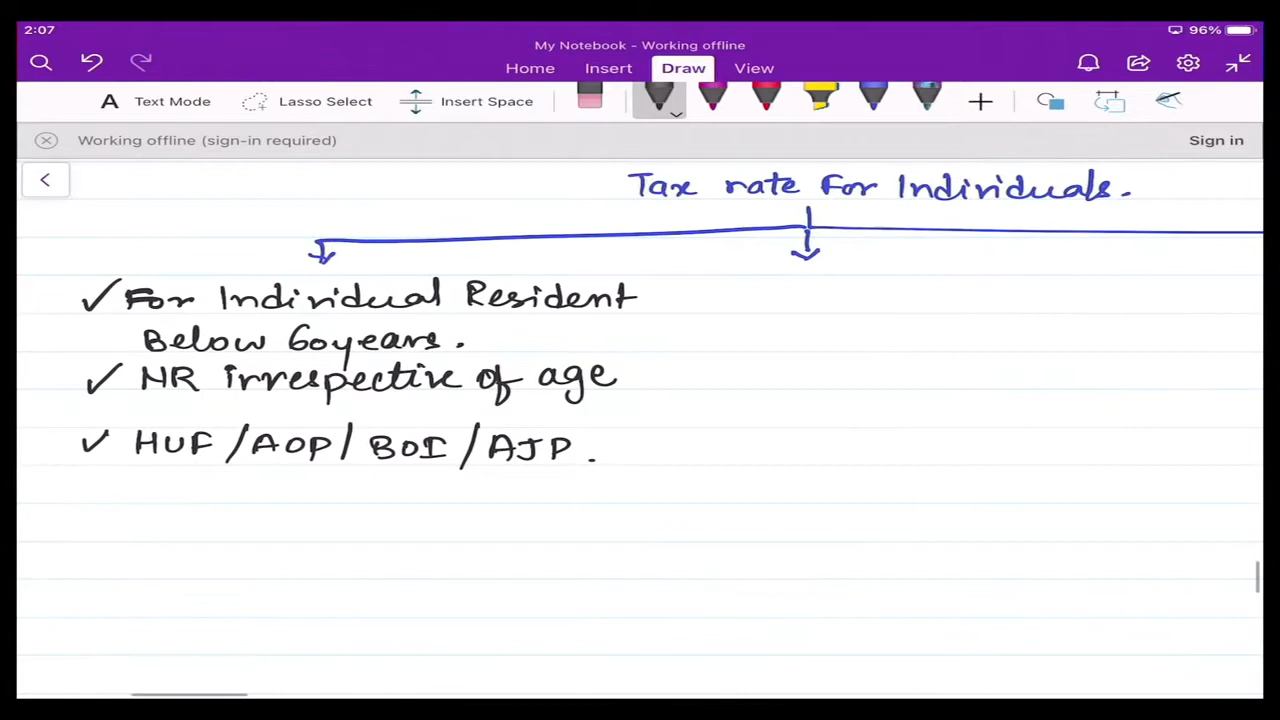 2:07
96%
My Notebook - Working offline
Home Insert Draw View
A Text Mode Lasso Select Insert Space
Working offline (sign-in required) Sign in
Tax rate For Individuals.
✓ For Individual Resident
Below 60years.
✓ NR irrespective of age
✓ HUF / AOP / BOI / AJP.